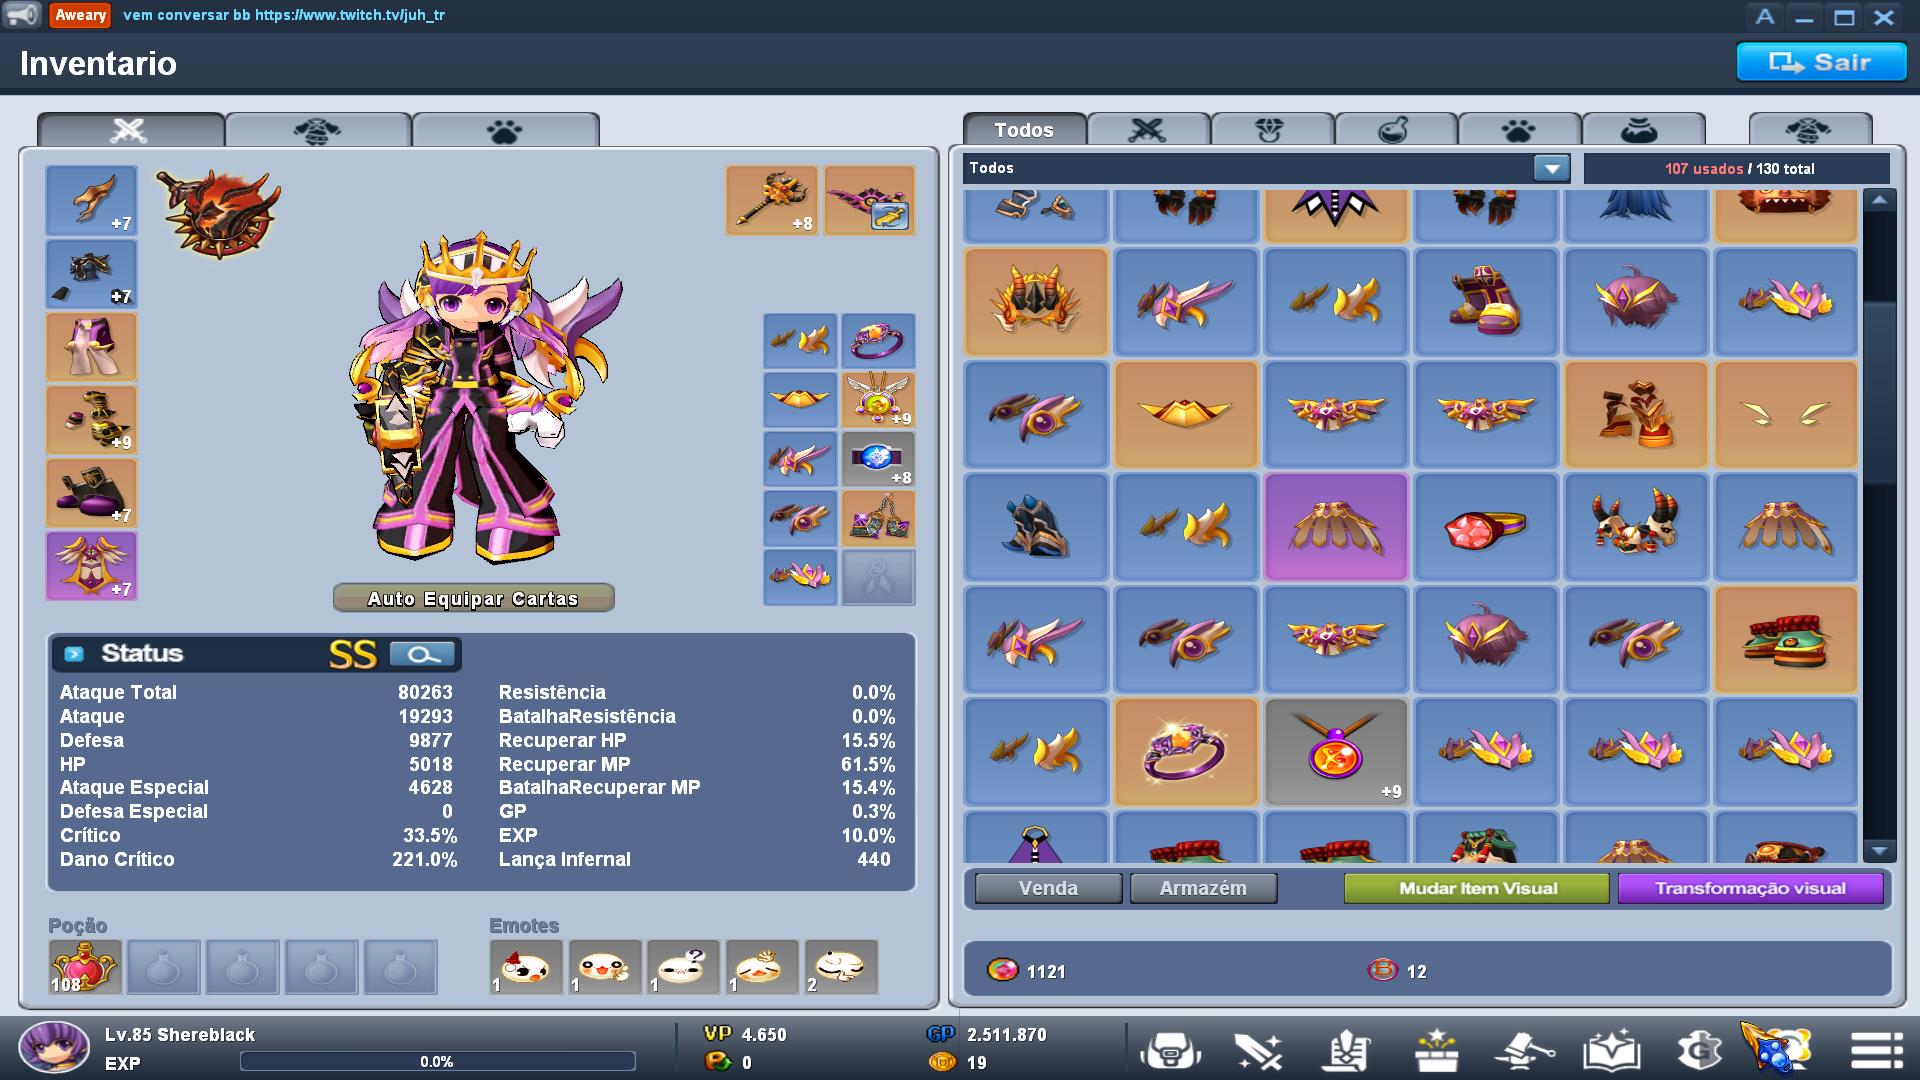 Aweary vem conversar bb https://www.twitch.tv/juh_tr
A
Inventario
Sair
Todos
Todos
107 usados / 130 total
+7
+8
+7
+9
+9
+8
+7
+7
Auto Equipar Cartas
Status SS
Ataque Total 80263
Ataque 19293
Defesa 9877
HP 5018
Ataque Especial 4628
Defesa Especial 0
Crítico 33.5%
Dano Crítico 221.0%
Resistência 0.0%
BatalhaResistência 0.0%
Recuperar HP 15.5%
Recuperar MP 61.5%
BatalhaRecuperar MP 15.4%
GP 0.3%
EXP 10.0%
Lança Infernal 440
Poção
108
Emotes
1 1 1 1 2
+9
Venda Armazém Mudar Item Visual Transformação visual
1121 12
Lv.85 Shereblack
EXP 0.0%
VP 4.650
0
GP 2.511.870
19